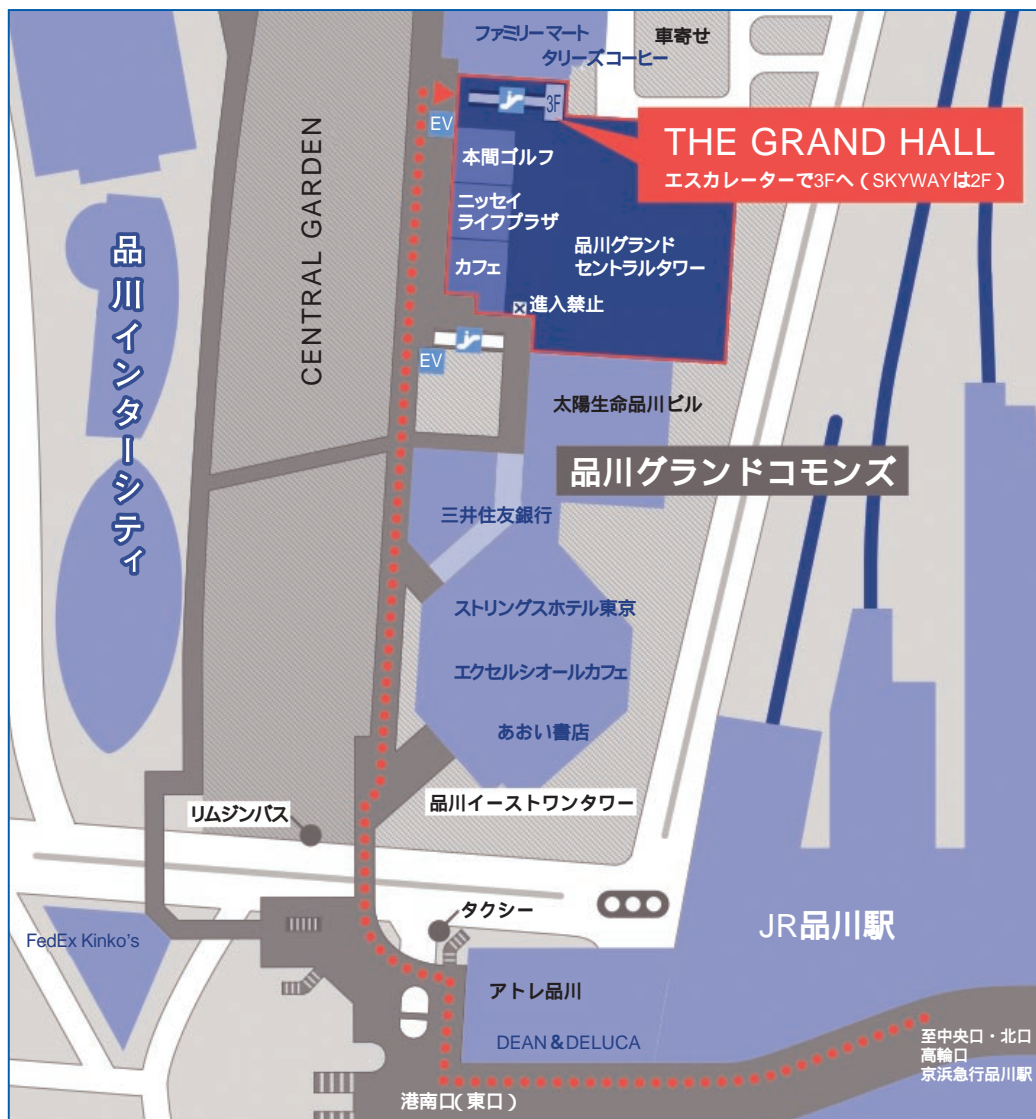 ファミリーマート
タリーズコーヒー
車寄せ
3F
EV
THE GRAND HALL
エスカレーターで3Fへ(SKYWAYは2F)
本間ゴルフ
ニッセイ
ライフプラザ
カフェ
品川グランド
セントラルタワー
進入禁止
EV
CENTRAL GARDEN
品川インターシティ
太陽生命品川ビル
品川グランドコモンズ
三井住友銀行
ストリングスホテル東京
エクセルシオールカフェ
あおい書店
品川イーストワンタワー
リムジンバス
タクシー
FedEx Kinko's
JR品川駅
アトレ品川
DEAN&DELUCA
至中央口・北口
高輪口
京浜急行品川駅
港南口(東口)